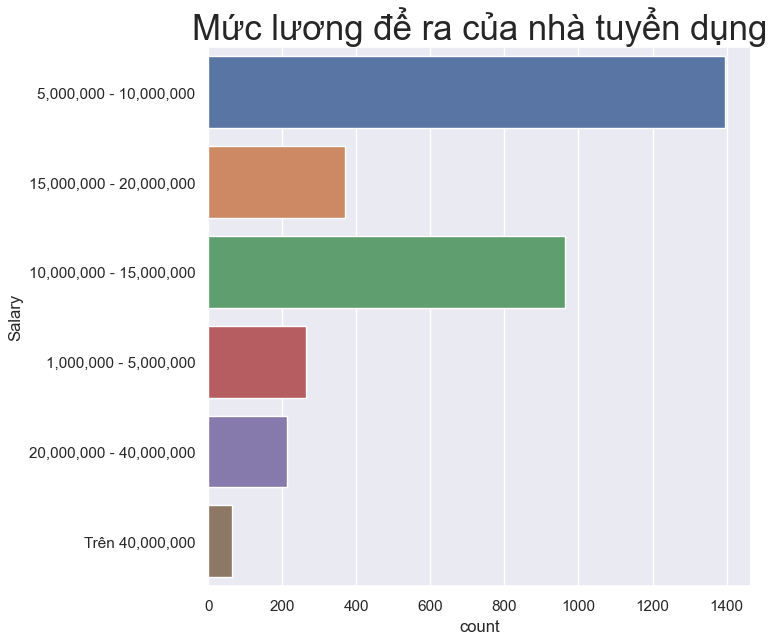 Mức lương để ra của nhà tuyển dụng
5,000,000 - 10,000,000
15,000,000 - 20,000,000
10,000,000 - 15,000,000
1,000,000 - 5,000,000
20,000,000 - 40,000,000
Trên 40,000,000
Salary
0 200 400 600 800 1000 1200 1400
count